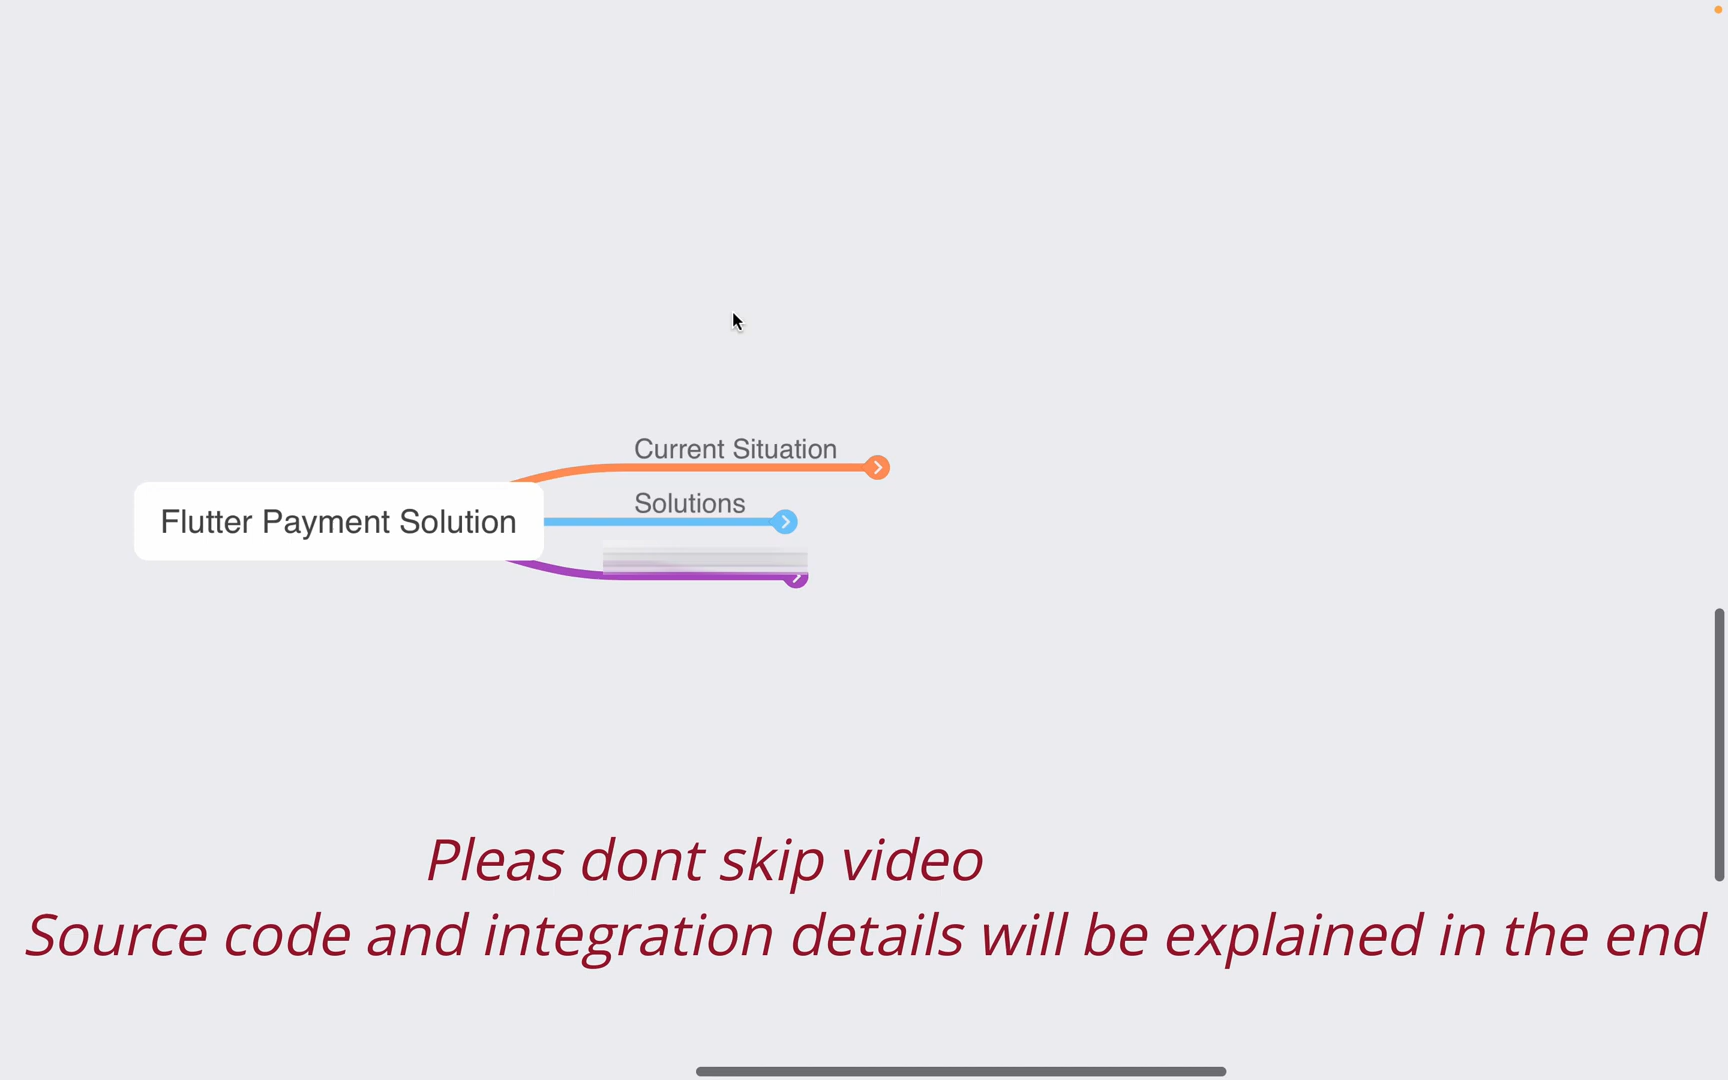 Current Situation
Flutter Payment Solution
Solutions
Pleas dont skip video
Source code and integration details will be explained in the end